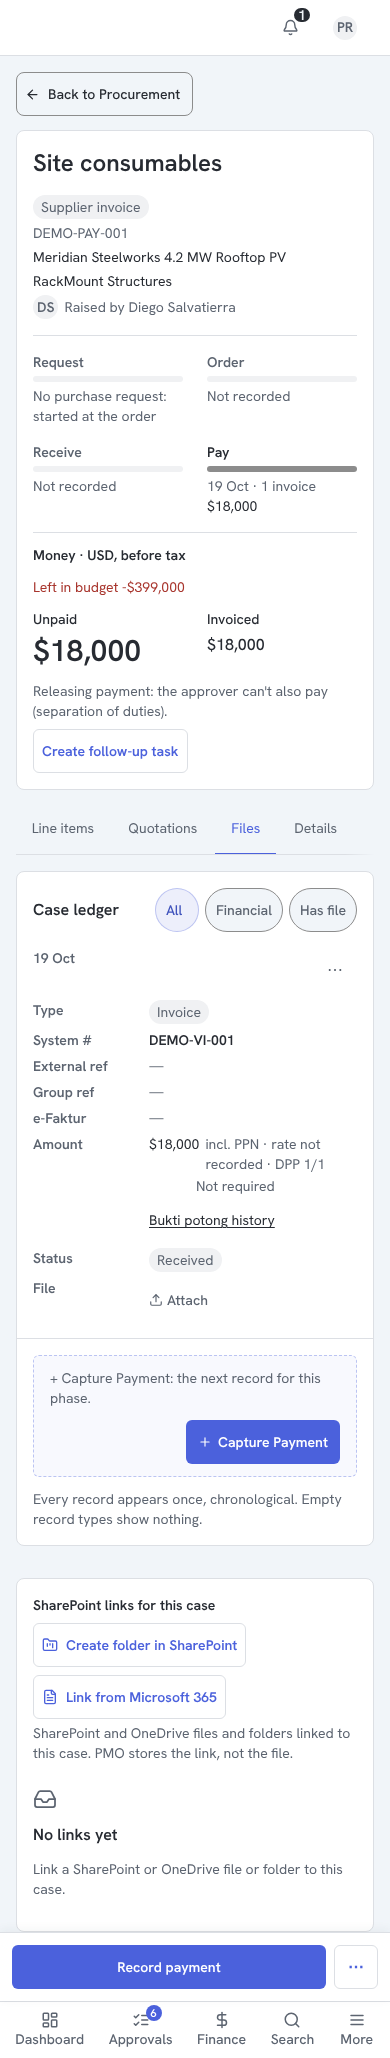 1
PR
← Back to Procurement
Site consumables
Supplier invoice
DEMO-PAY-001
Meridian Steelworks 4.2 MW Rooftop PV
RackMount Structures
DS Raised by Diego Salvatierra
Request
No purchase request:
started at the order
Order
Not recorded
Receive
Not recorded
Pay
19 Oct · 1 invoice
$18,000
Money · USD, before tax
Left in budget -$399,000
Unpaid
$18,000
Invoiced
$18,000
Releasing payment: the approver can't also pay
(separation of duties).
Create follow-up task
Line items Quotations Files Details
Case ledger All Financial Has file
19 Oct
...
Type Invoice
System # DEMO-VI-001
External ref —
Group ref —
e-Faktur —
Amount $18,000 incl. PPN · rate not
recorded · DPP 1/1
Not required
Bukti potong history
Status Received
File Attach
+ Capture Payment: the next record for this
phase.
+ Capture Payment
Every record appears once, chronological. Empty
record types show nothing.
SharePoint links for this case
Create folder in SharePoint
Link from Microsoft 365
SharePoint and OneDrive files and folders linked to
this case. PMO stores the link, not the file.
No links yet
Link a SharePoint or OneDrive file or folder to this
case.
Record payment ...
6
Dashboard Approvals Finance Search More